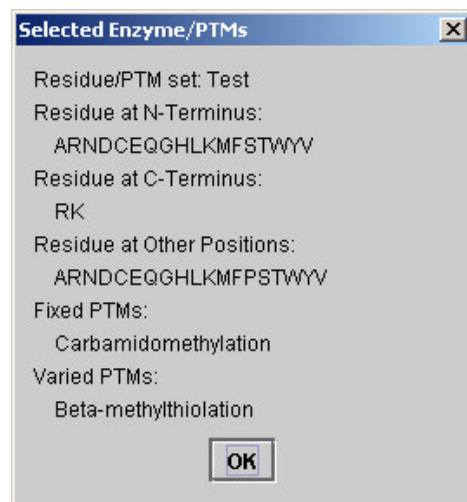 Selected Enzyme/PTMs
Residue/PTM set: Test
Residue at N-Terminus:
ARNDCEQGHLKMFSTWYV
Residue at C-Terminus:
RK
Residue at Other Positions:
ARNDCEQGHLKMFPSTWYV
Fixed PTMs:
Carbamidomethylation
Varied PTMs:
Beta-methylthiolation
OK